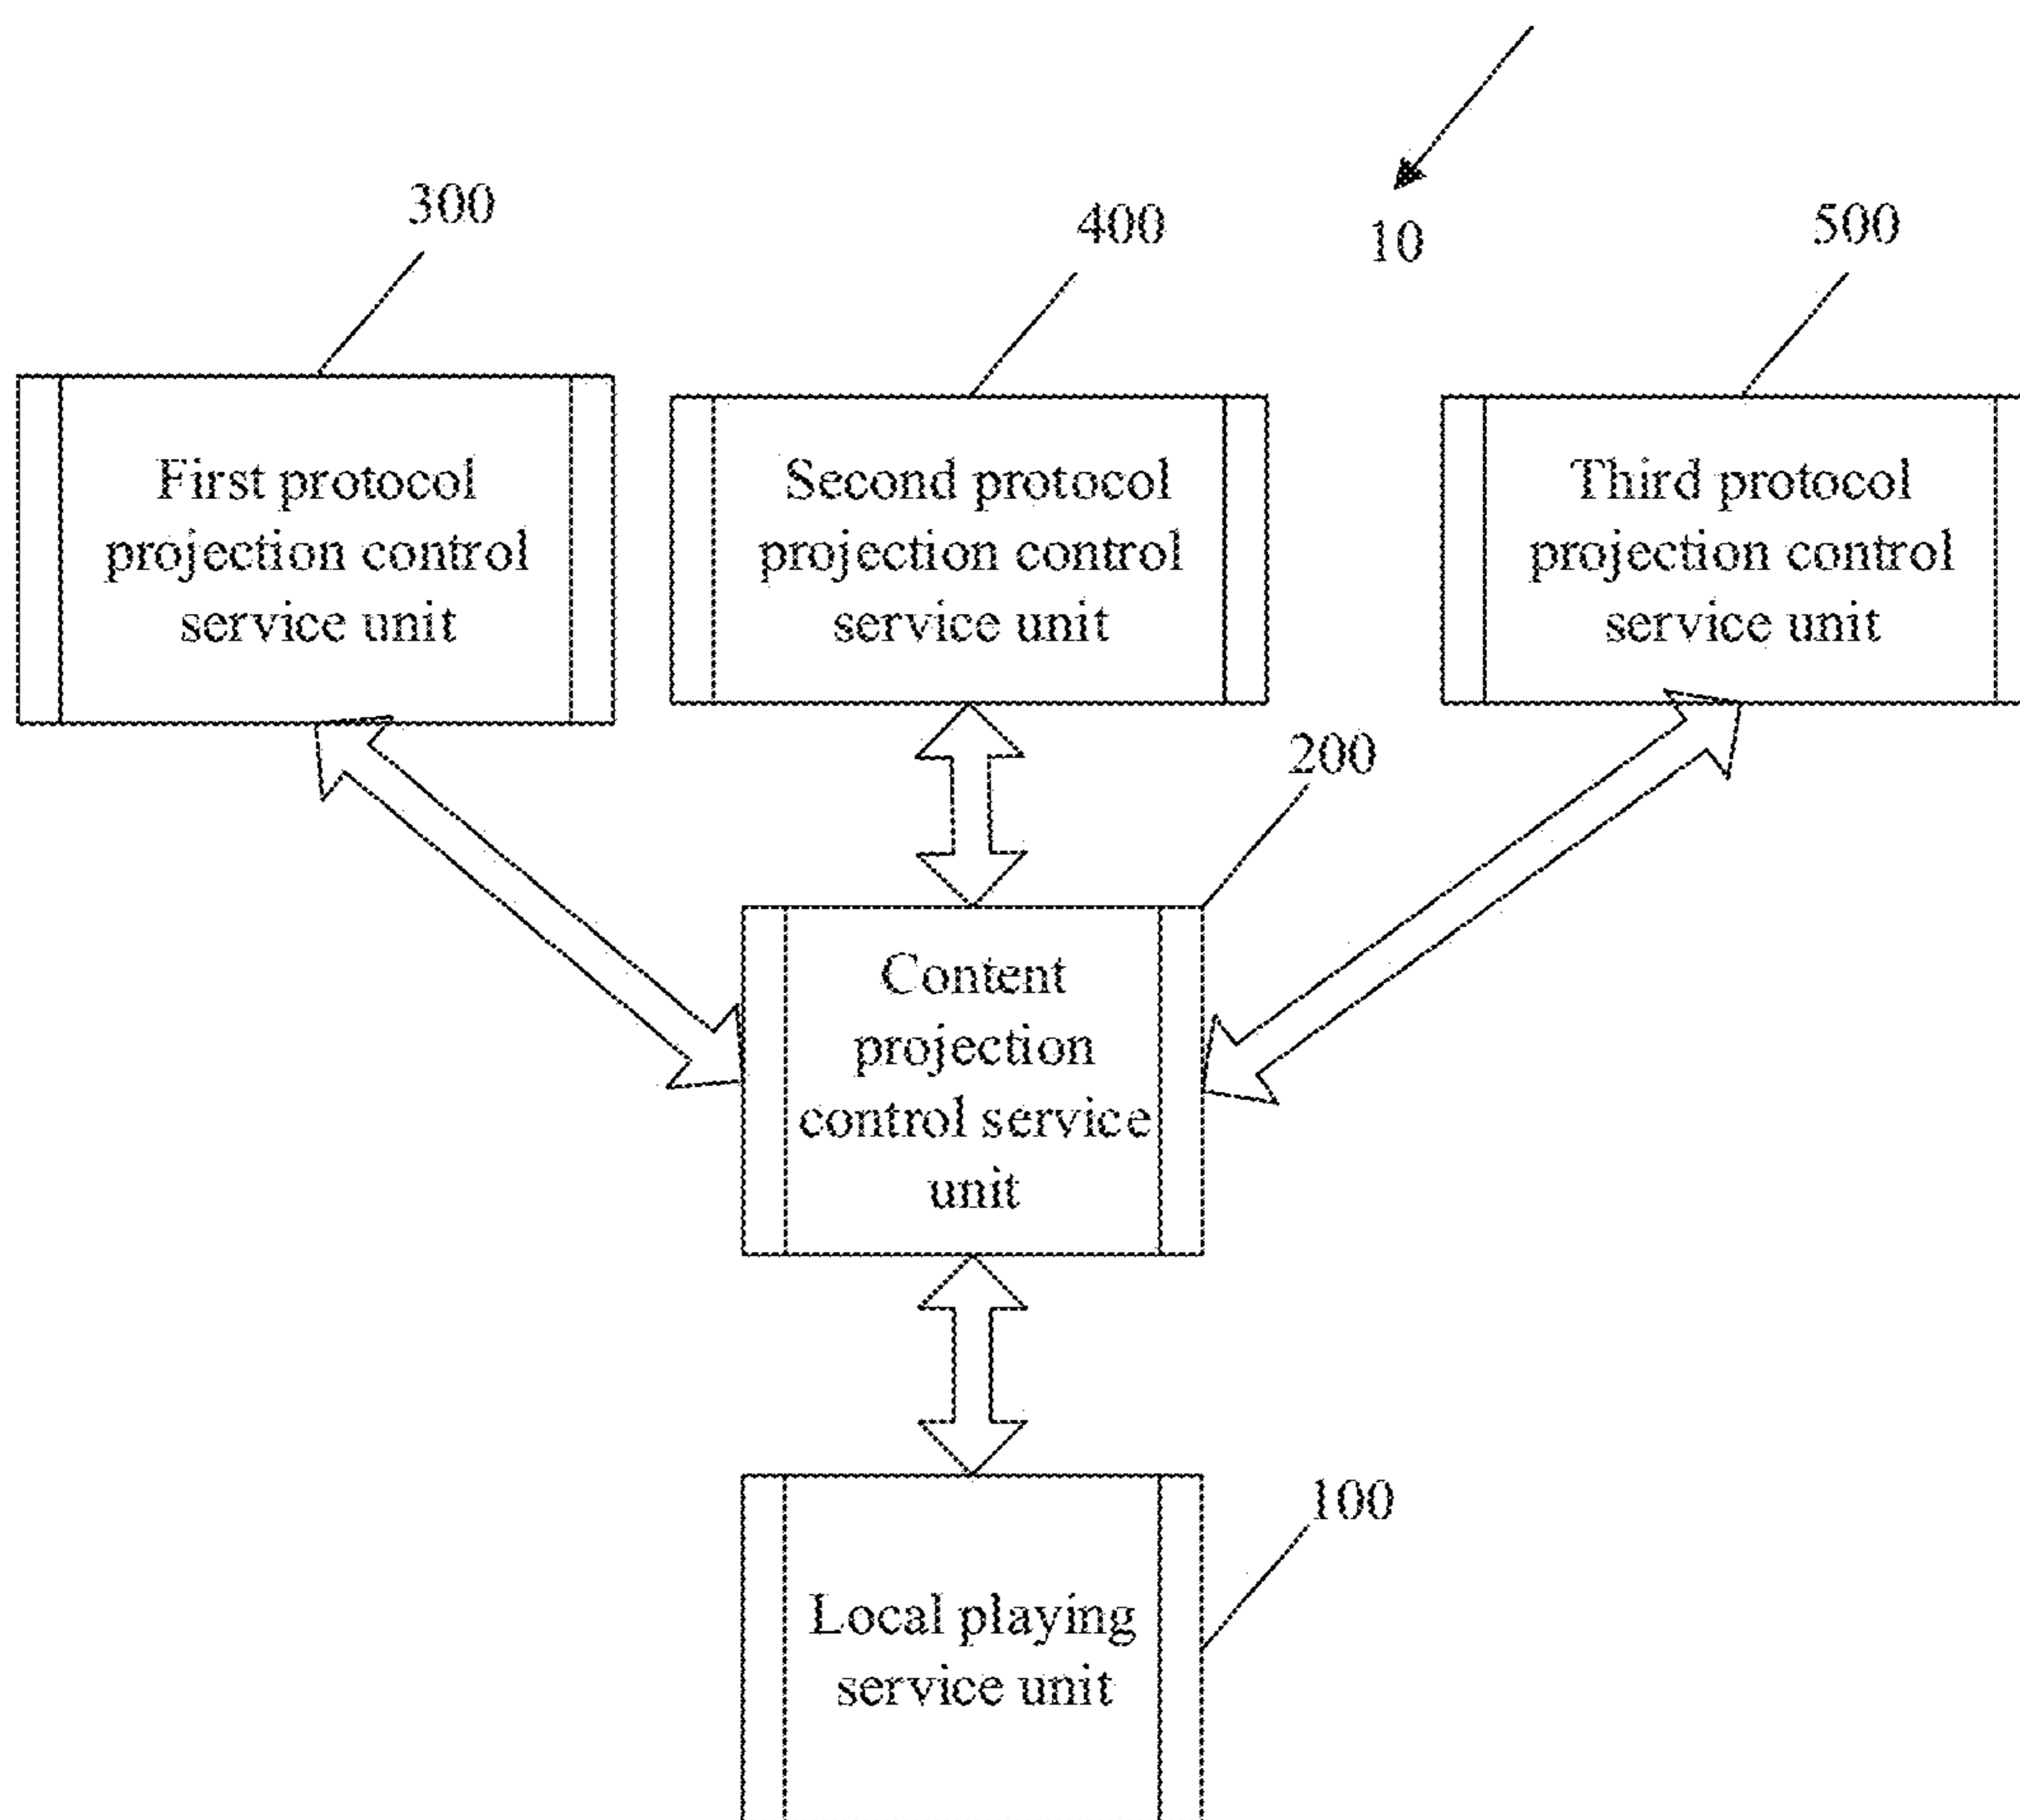 300
400
10
500
First protocol
projection control
service unit
Second protocol
projection control
service unit
Third protocol
projection control
service unit
200
Content
projection
control service
unit
100
Local playing
service unit